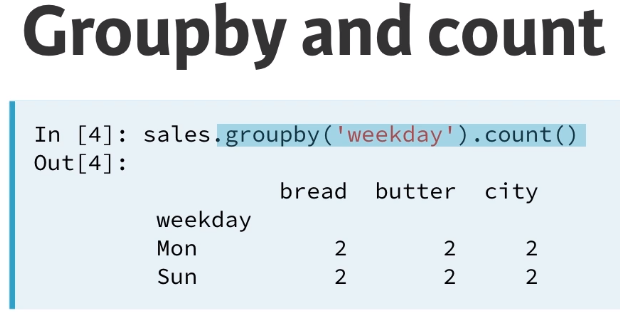 Groupby and count
In [4]: sales.groupby('weekday').count()
Out[4]:
bread butter city
weekday
Mon 2 2 2
Sun 2 2 2